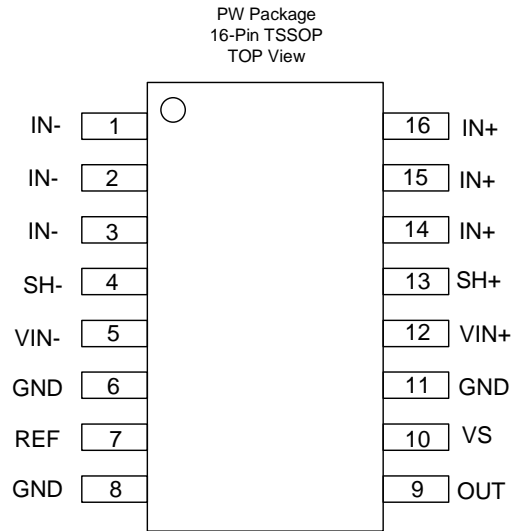 PW Package
16-Pin TSSOP
TOP View
IN- 1 16 IN+
IN- 2 15 IN+
IN- 3 14 IN+
SH- 4 13 SH+
VIN- 5 12 VIN+
GND 6 11 GND
REF 7 10 VS
GND 8 9 OUT